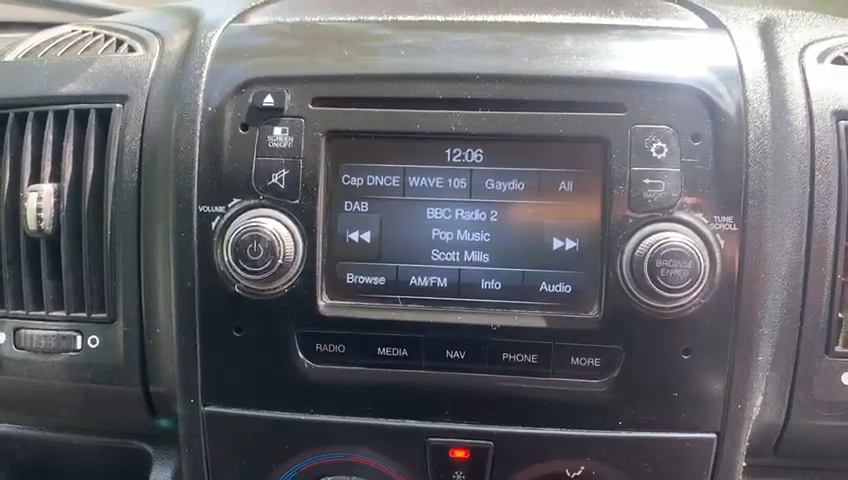 SCREEN
ON/OFF
VOLUME
12:06
Cap DNCE WAVE 105 Gaydio All
DAB
BBC Radio 2
Pop Music
Scott Mills
Browse AM/FM Info Audio
BACK
TUNE
SCROLL
BROWSE
ENTER
RADIO MEDIA NAV PHONE MORE